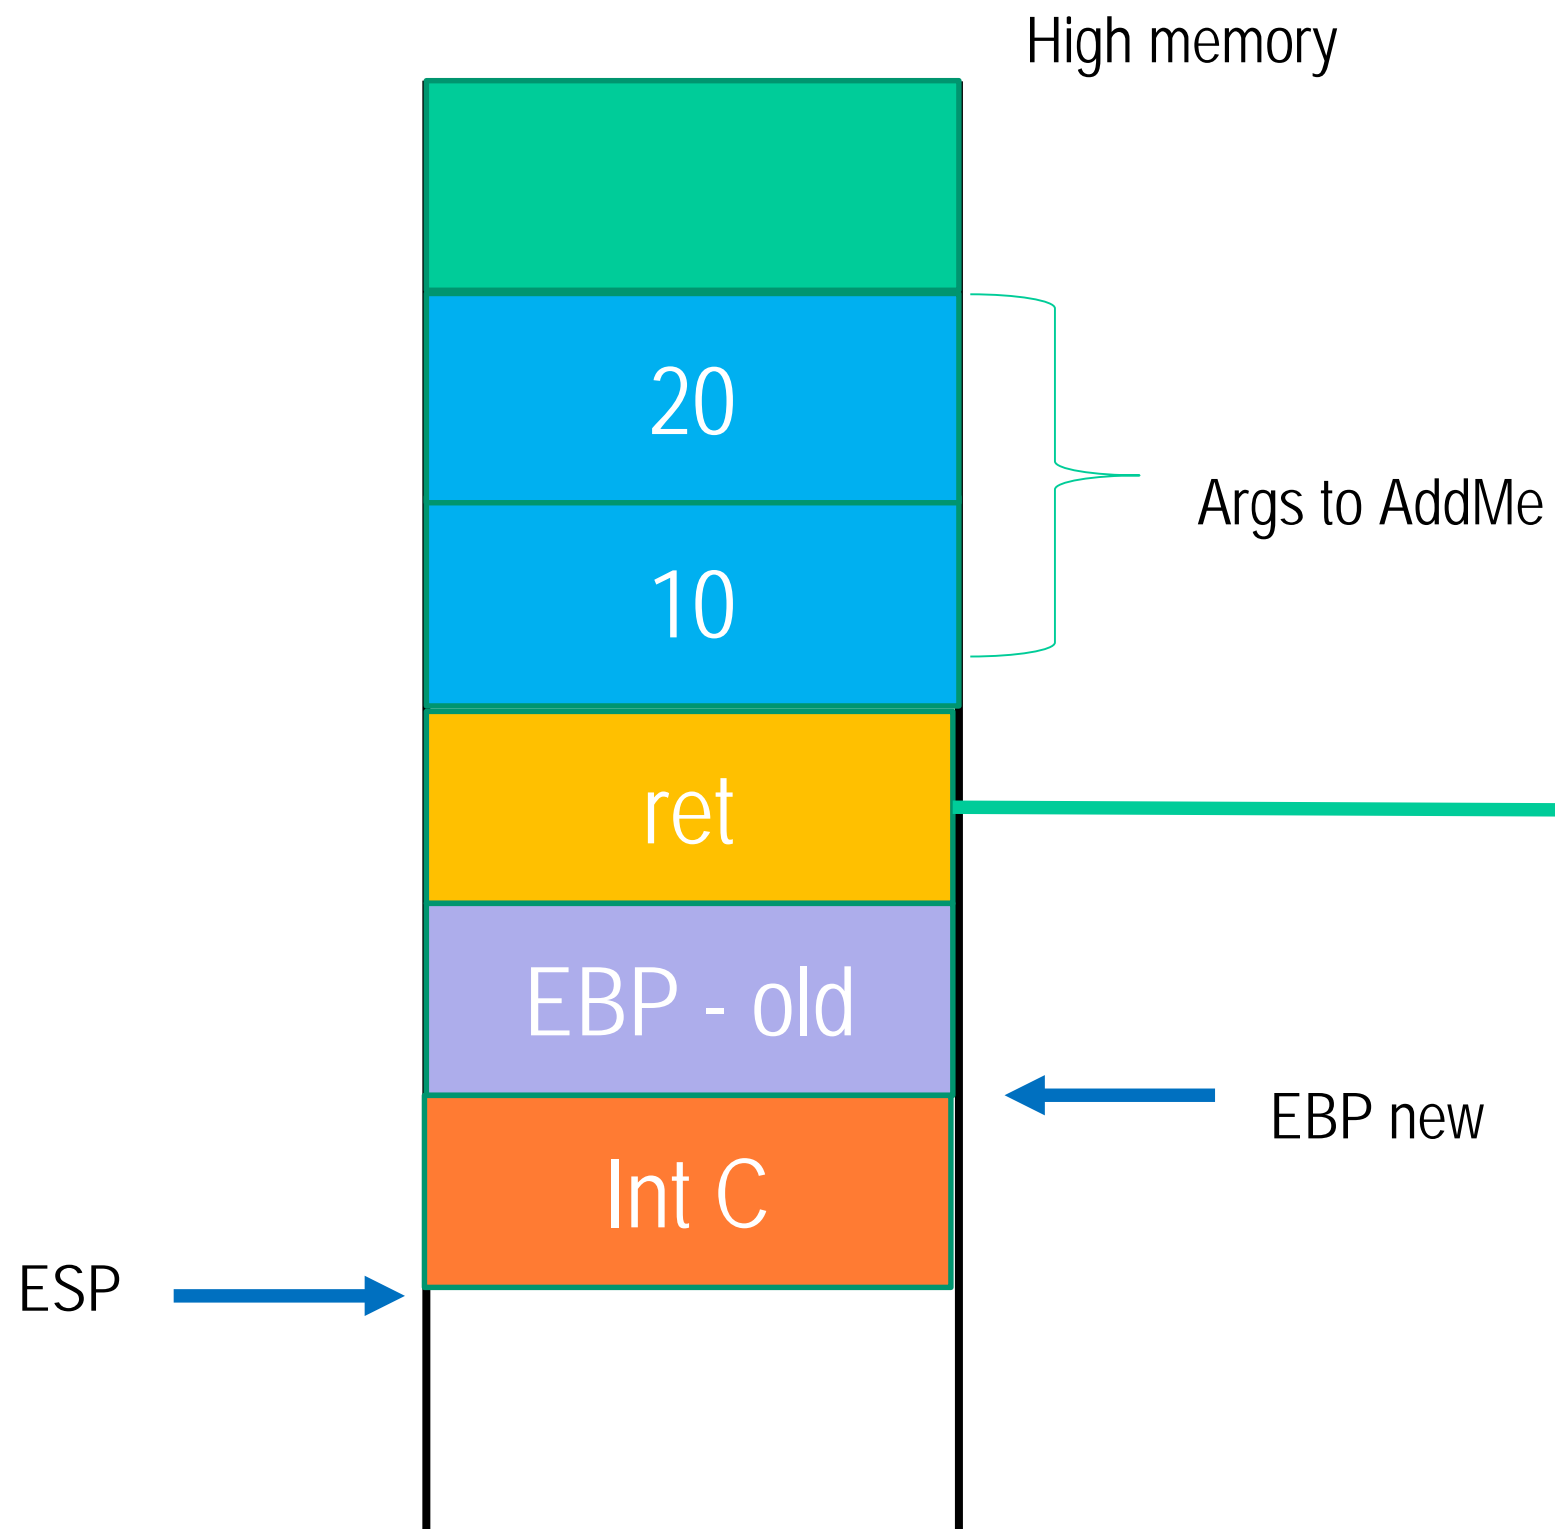 High memory
20
Args to AddMe
10
ret
EBP - old
EBP new
Int C
ESP